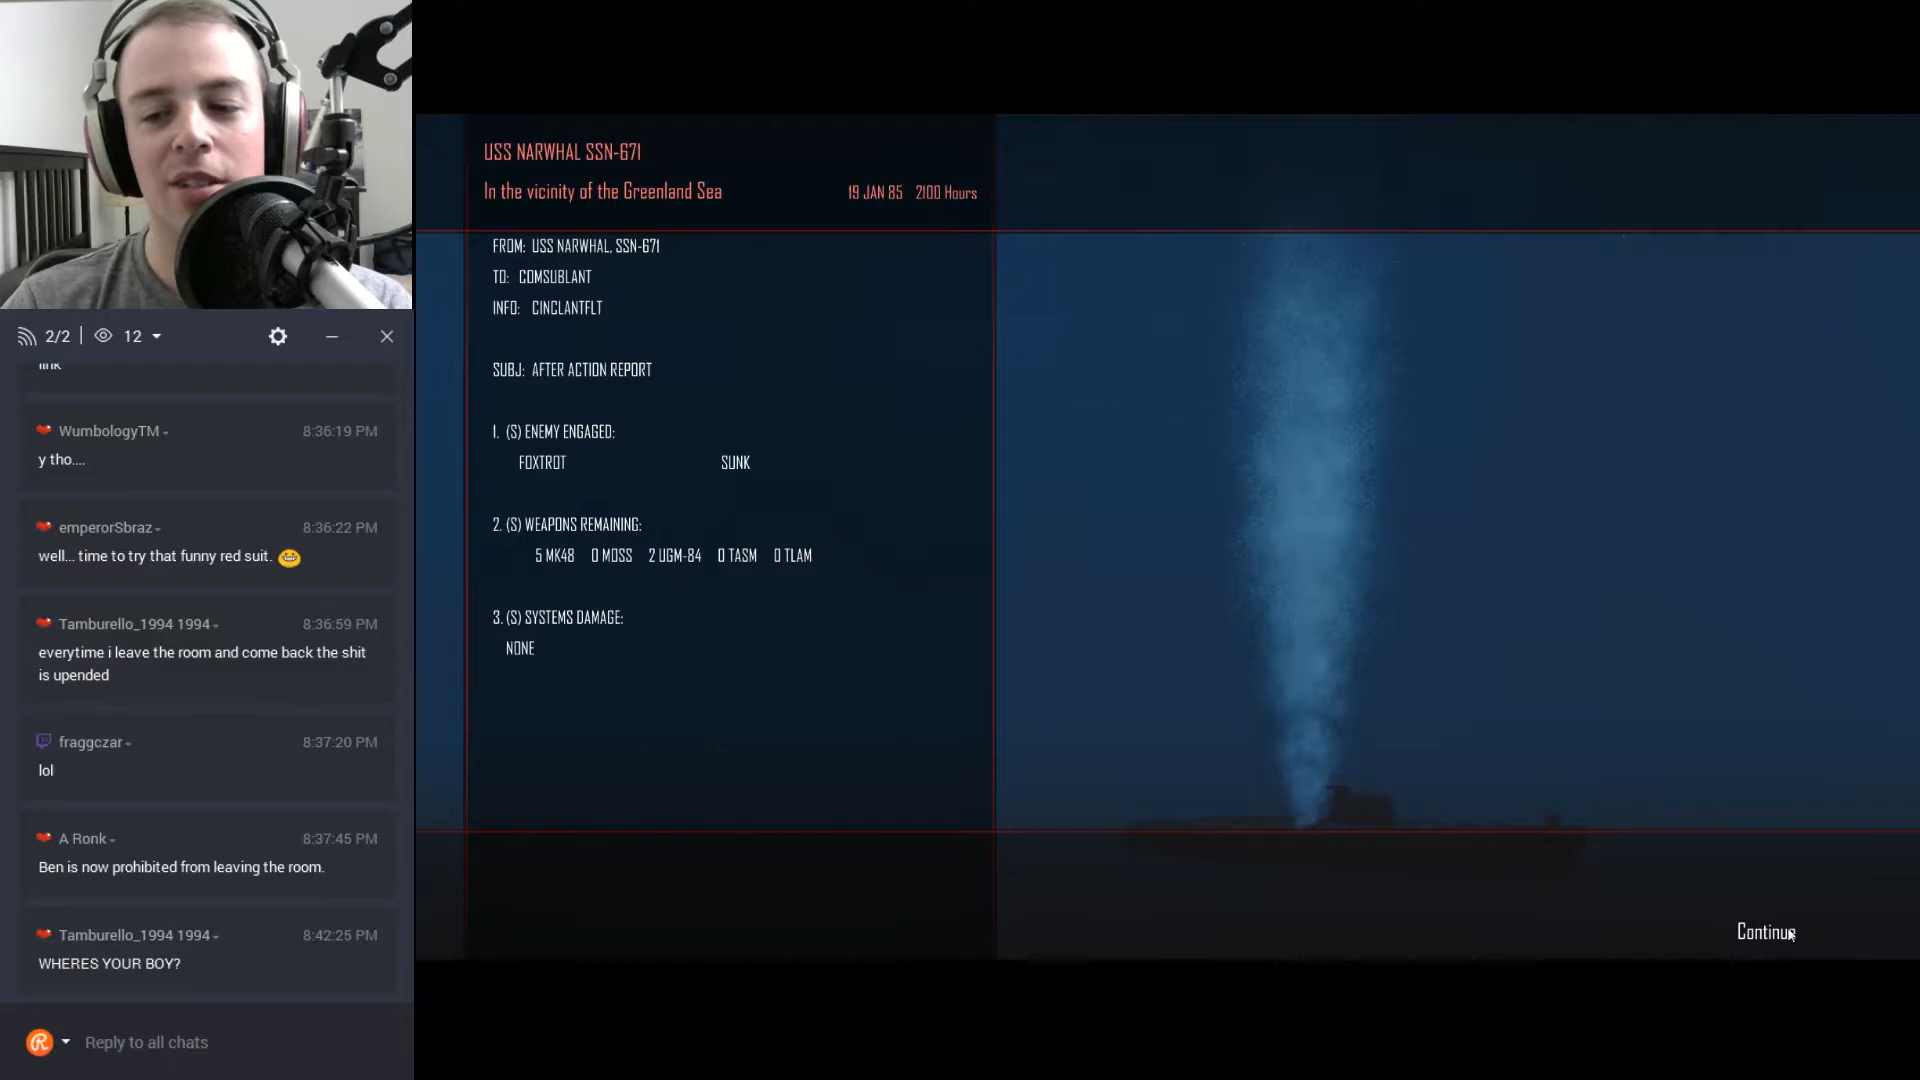 2/2 12
link
WumbologyTM 8:36:19 PM
y tho....
emperorSbraz 8:36:22 PM
well... time to try that funny red suit.
Tamburello_1994 1994 8:36:59 PM
everytime i leave the room and come back the shit
is upended
fraggczar 8:37:20 PM
lol
A Ronk 8:37:45 PM
Ben is now prohibited from leaving the room.
Tamburello_1994 1994 8:42:25 PM
WHERES YOUR BOY?
Reply to all chats
USS NARWHAL SSN-671
In the vicinity of the Greenland Sea 19 JAN 85 2100 Hours
FROM: USS NARWHAL, SSN-671
TO: COMSUBLANT
INFO: CINCLANTFLT
SUBJ: AFTER ACTION REPORT
1. (S) ENEMY ENGAGED:
FOXTROT SUNK
2. (S) WEAPONS REMAINING:
5 MK48 0 MOSS 2 UGM-84 0 TASM 0 TLAM
3. (S) SYSTEMS DAMAGE:
NONE
Continue